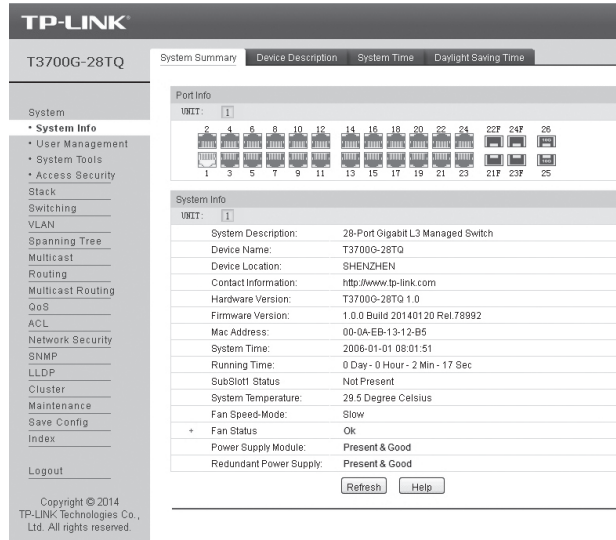 TP-LINK
T3700G-28TQ
System Summary Device Description System Time Daylight Saving Time
System
• System Info
• User Management
• System Tools
• Access Security
Stack
Switching
VLAN
Spanning Tree
Multicast
Routing
Multicast Routing
QoS
ACL
Network Security
SNMP
LLDP
Cluster
Maintenance
Save Config
Index
Logout
Copyright © 2014
TP-LINK Technologies Co.,
Ltd. All rights reserved.
Port Info
UNIT: 1
2 4 6 8 10 12 14 16 18 20 22 24 22F 24F 26
1 3 5 7 9 11 13 15 17 19 21 23 21F 23F 25
System Info
UNIT: 1
System Description: 28-Port Gigabit L3 Managed Switch
Device Name: T3700G-28TQ
Device Location: SHENZHEN
Contact Information: http://www.tp-link.com
Hardware Version: T3700G-28TQ 1.0
Firmware Version: 1.0.0 Build 20140120 Rel.78992
Mac Address: 00-0A-EB-13-12-B5
System Time: 2006-01-01 08:01:51
Running Time: 0 Day - 0 Hour - 2 Min - 17 Sec
SubSlot1 Status Not Present
System Temperature: 29.5 Degree Celsius
Fan Speed-Mode: Slow
+ Fan Status Ok
Power Supply Module: Present & Good
Redundant Power Supply: Present & Good
Refresh Help